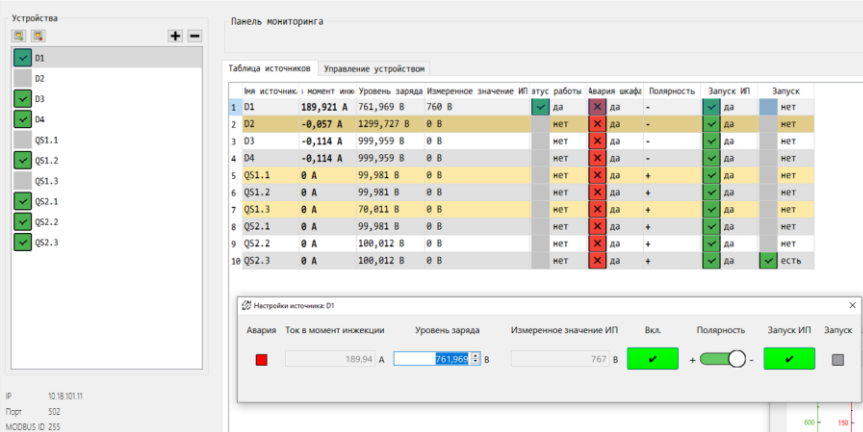 Устройства
D1
D2
D3
D4
QS1.1
QS1.2
QS1.3
QS2.1
QS2.2
QS2.3
IP 10.18.101.11
Порт 502
MODBUS ID 255
Панель мониторинга
Таблица источников Управление устройством
Имя источник момент инж Уровень заряда Измеренное значение ИП атус работы Авария шкафа Полярность Запуск ИП Запуск
1 D1 189,921 А 761,969 В 760 В да да - да нет
2 D2 -0,057 А 1299,727 В 0 В нет да - да нет
3 D3 -0,114 А 999,959 В 0 В нет да - да нет
4 D4 -0,114 А 999,959 В 0 В нет да - да нет
5 QS1.1 0 А 99,981 В 0 В нет да + да нет
6 QS1.2 0 А 99,981 В 0 В нет да + да нет
7 QS1.3 0 А 70,011 В 0 В нет да + да нет
8 QS2.1 0 А 99,981 В 0 В нет да + да нет
9 QS2.2 0 А 100,012 В 0 В нет да + да нет
10 QS2.3 0 А 100,012 В 0 В нет да + да есть
Настройки источника: D1
Авария Ток в момент инжекции Уровень заряда Измеренное значение ИП Вкл. Полярность Запуск ИП Запуск
189,94 А 761,969 В 767 В + -
600 150